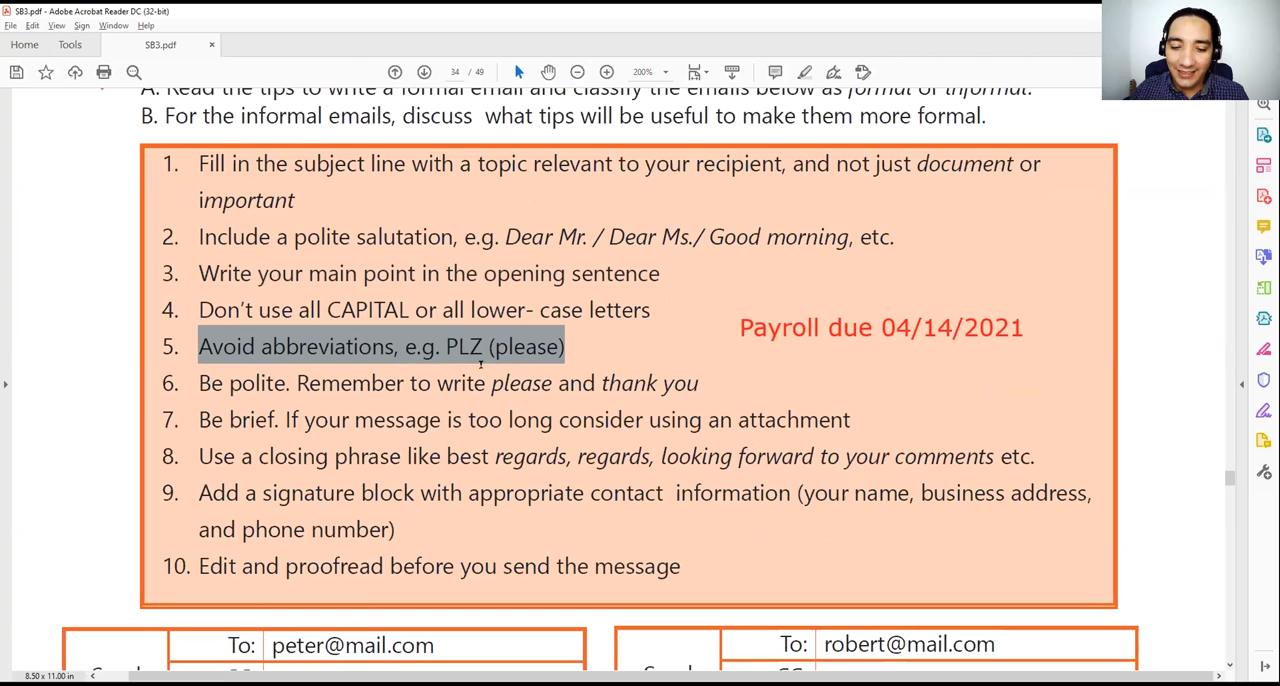 SB3.pdf - Adobe Acrobat Reader DC (32-bit)
File Edit View Sign Window Help
Home Tools SB3.pdf ×
34 / 49 200%
A. Read the tips to write a formal email and classify the emails below as formal or informal.
B. For the informal emails, discuss what tips will be useful to make them more formal.
1. Fill in the subject line with a topic relevant to your recipient, and not just document or
important
2. Include a polite salutation, e.g. Dear Mr. / Dear Ms./ Good morning, etc.
3. Write your main point in the opening sentence
4. Don't use all CAPITAL or all lower- case letters
Payroll due 04/14/2021
5. Avoid abbreviations, e.g. PLZ (please)
6. Be polite. Remember to write please and thank you
7. Be brief. If your message is too long consider using an attachment
8. Use a closing phrase like best regards, regards, looking forward to your comments etc.
9. Add a signature block with appropriate contact information (your name, business address,
and phone number)
10. Edit and proofread before you send the message
To: peter@mail.com
To: robert@mail.com
8.50 x 11.00 in